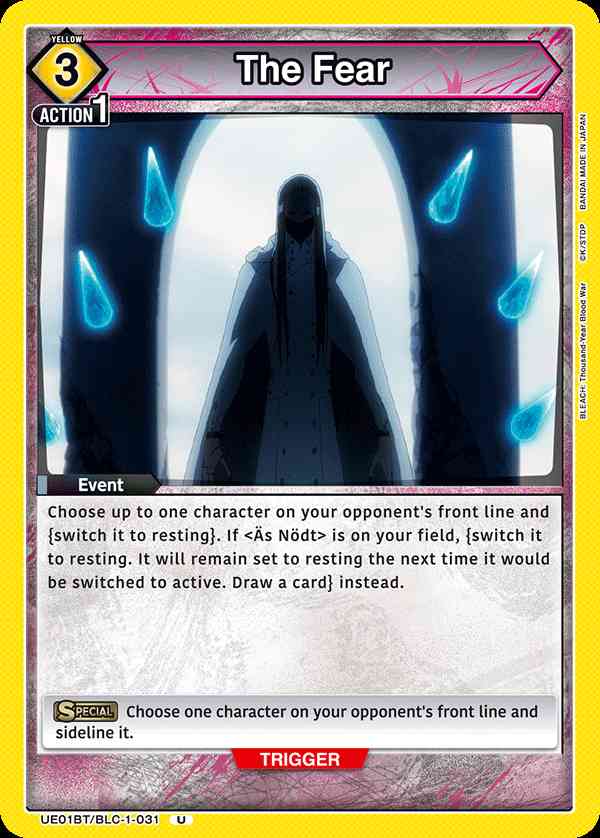 YELLOW
3
The Fear
ACTION 1
BANDAI MADE IN JAPAN
©K/STDP
BLEACH: Thousand-Year Blood War
Event
Choose up to one character on your opponent's front line and
{switch it to resting}. If <Äs Nödt> is on your field, {switch it
to resting. It will remain set to resting the next time it would
be switched to active. Draw a card} instead.
SPECIAL Choose one character on your opponent's front line and
sideline it.
TRIGGER
UE01BT/BLC-1-031 U